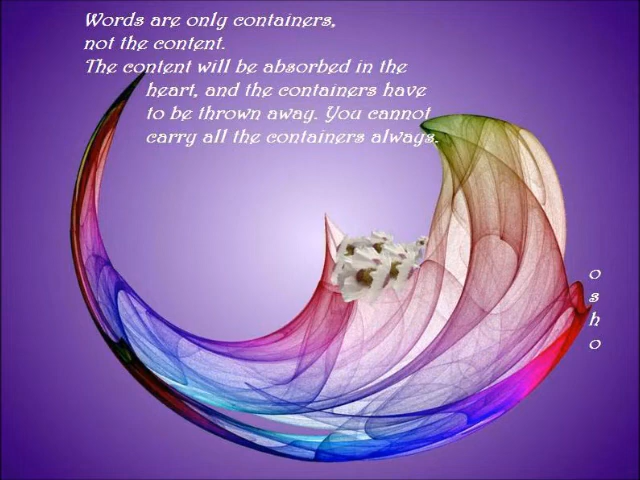 Words are only containers,
not the content.
The content will be absorbed in the
heart, and the containers have
to be thrown away. You cannot
carry all the containers always.
o
s
h
o